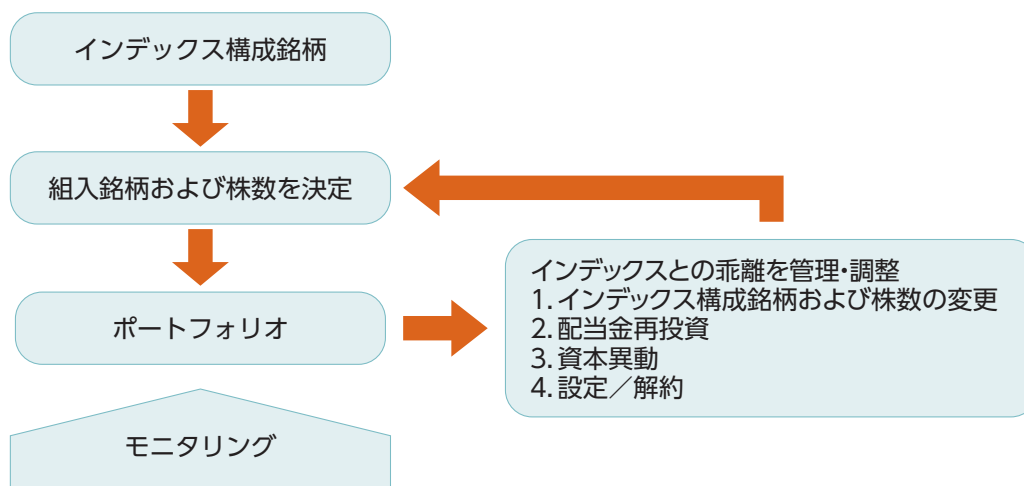 インデックス構成銘柄
組入銘柄および株数を決定
ポートフォリオ
インデックスとの乖離を管理・調整
1.インデックス構成銘柄および株数の変更
2.配当金再投資
3.資本異動
4.設定／解約
モニタリング